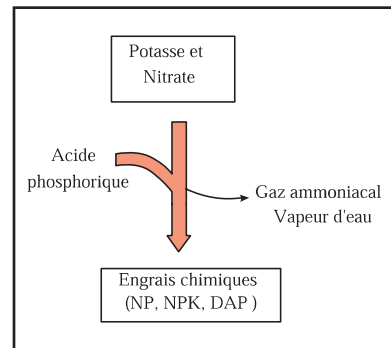 Potasse et
Nitrate
Acide
phosphorique
Gaz ammoniacal
Vapeur d'eau
Engrais chimiques
(NP, NPK, DAP )